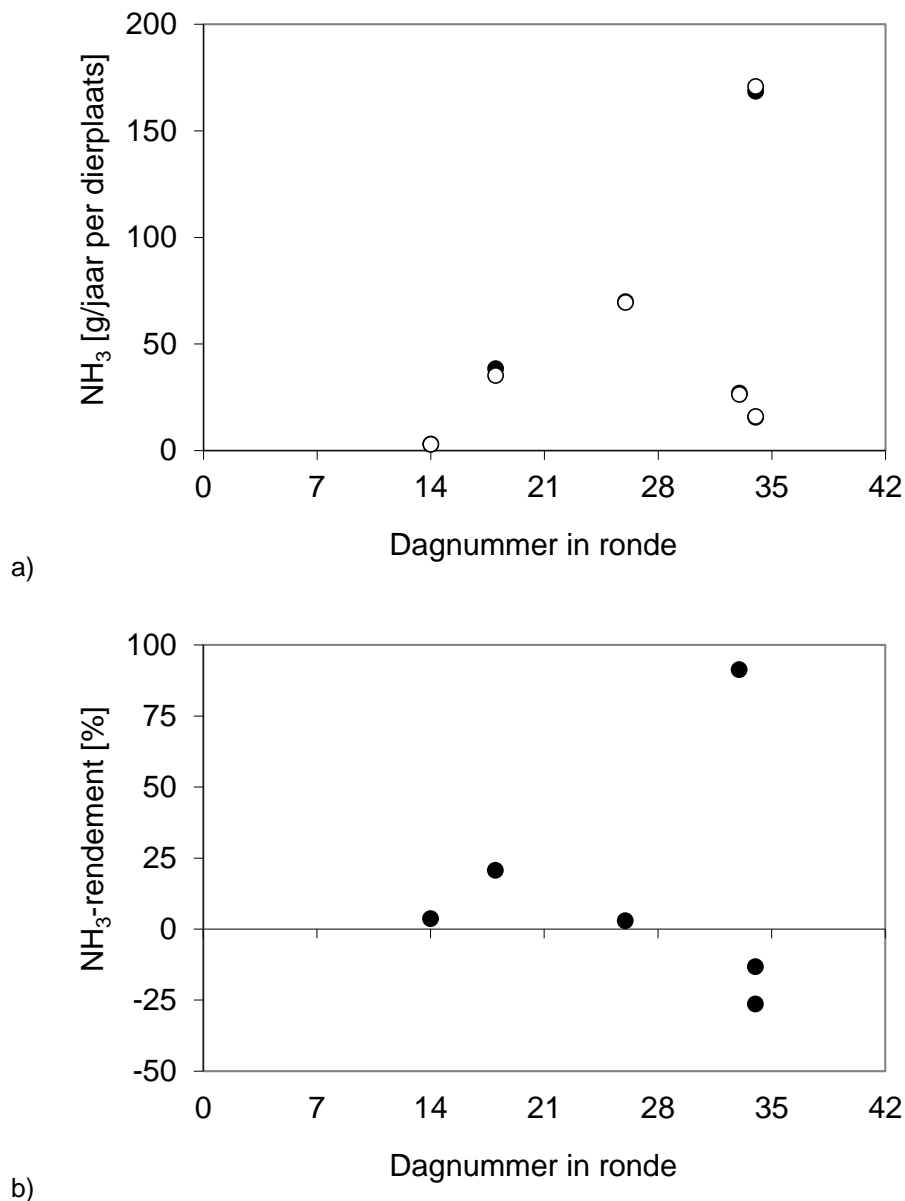 200
150
100
50
0
NH₃ [g/jaar per dierplaats]
0 7 14 21 28 35 42
Dagnummer in ronde
a)
100
75
50
25
0
-25
-50
NH₃-rendement [%]
0 7 14 21 28 35 42
Dagnummer in ronde
b)